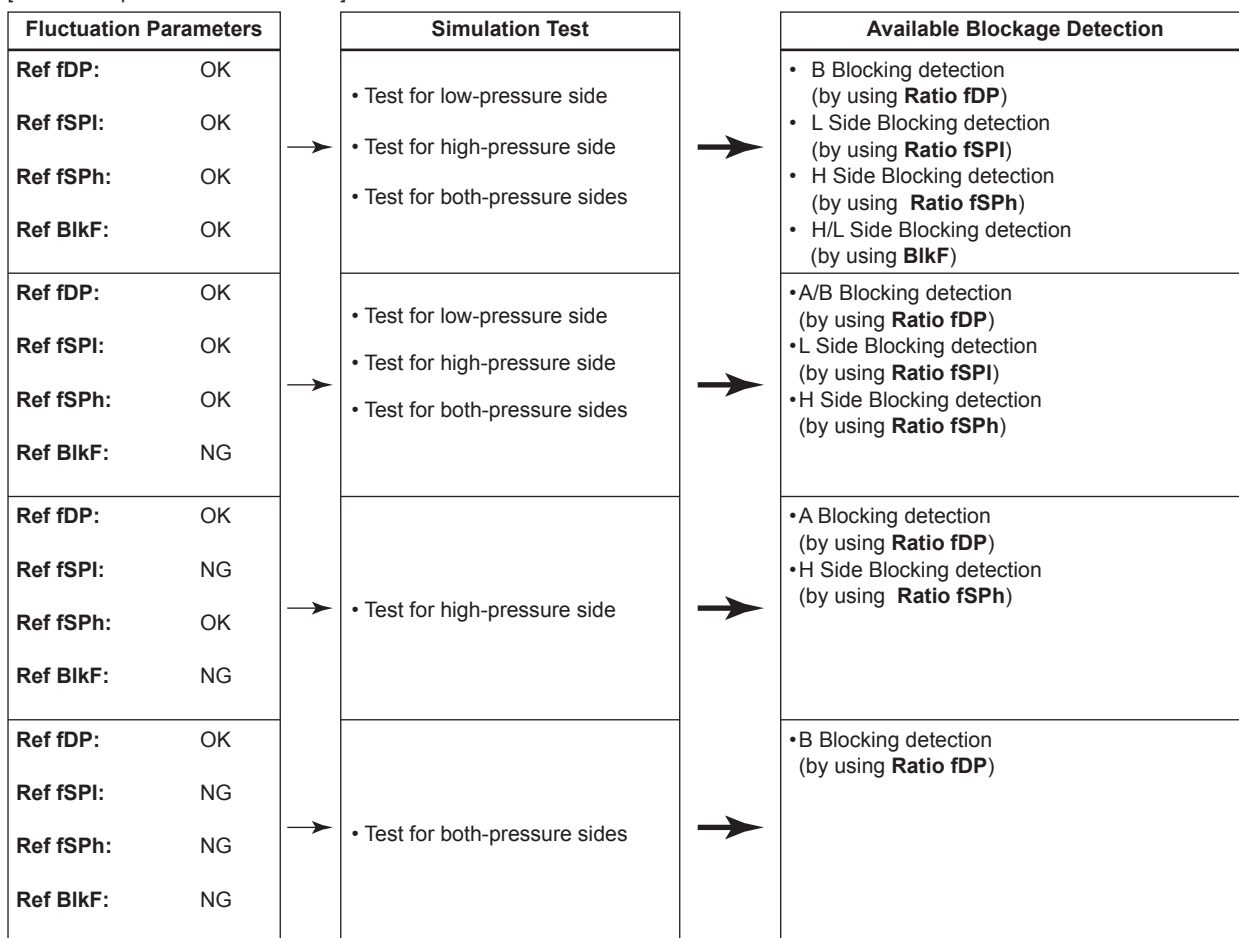 Fluctuation Parameters
Simulation Test
Available Blockage Detection
Ref fDP: OK
Ref fSPl: OK
Ref fSPh: OK
Ref BlkF: OK
• Test for low-pressure side
• Test for high-pressure side
• Test for both-pressure sides
• B Blocking detection
(by using Ratio fDP)
• L Side Blocking detection
(by using Ratio fSPl)
• H Side Blocking detection
(by using Ratio fSPh)
• H/L Side Blocking detection
(by using BlkF)
Ref fDP: OK
Ref fSPl: OK
Ref fSPh: OK
Ref BlkF: NG
• Test for low-pressure side
• Test for high-pressure side
• Test for both-pressure sides
•A/B Blocking detection
(by using Ratio fDP)
•L Side Blocking detection
(by using Ratio fSPl)
•H Side Blocking detection
(by using Ratio fSPh)
Ref fDP: OK
Ref fSPl: NG
Ref fSPh: OK
Ref BlkF: NG
• Test for high-pressure side
•A Blocking detection
(by using Ratio fDP)
•H Side Blocking detection
(by using Ratio fSPh)
Ref fDP: OK
Ref fSPl: NG
Ref fSPh: NG
Ref BlkF: NG
• Test for both-pressure sides
•B Blocking detection
(by using Ratio fDP)